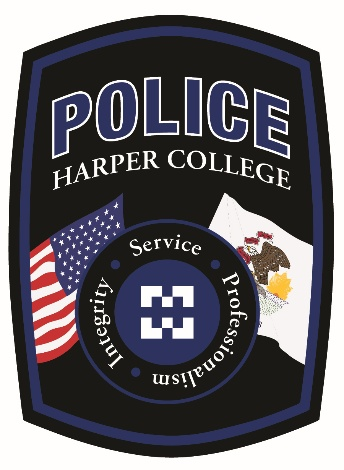 POLICE
HARPER COLLEGE
Integrity • Service • Professionalism •